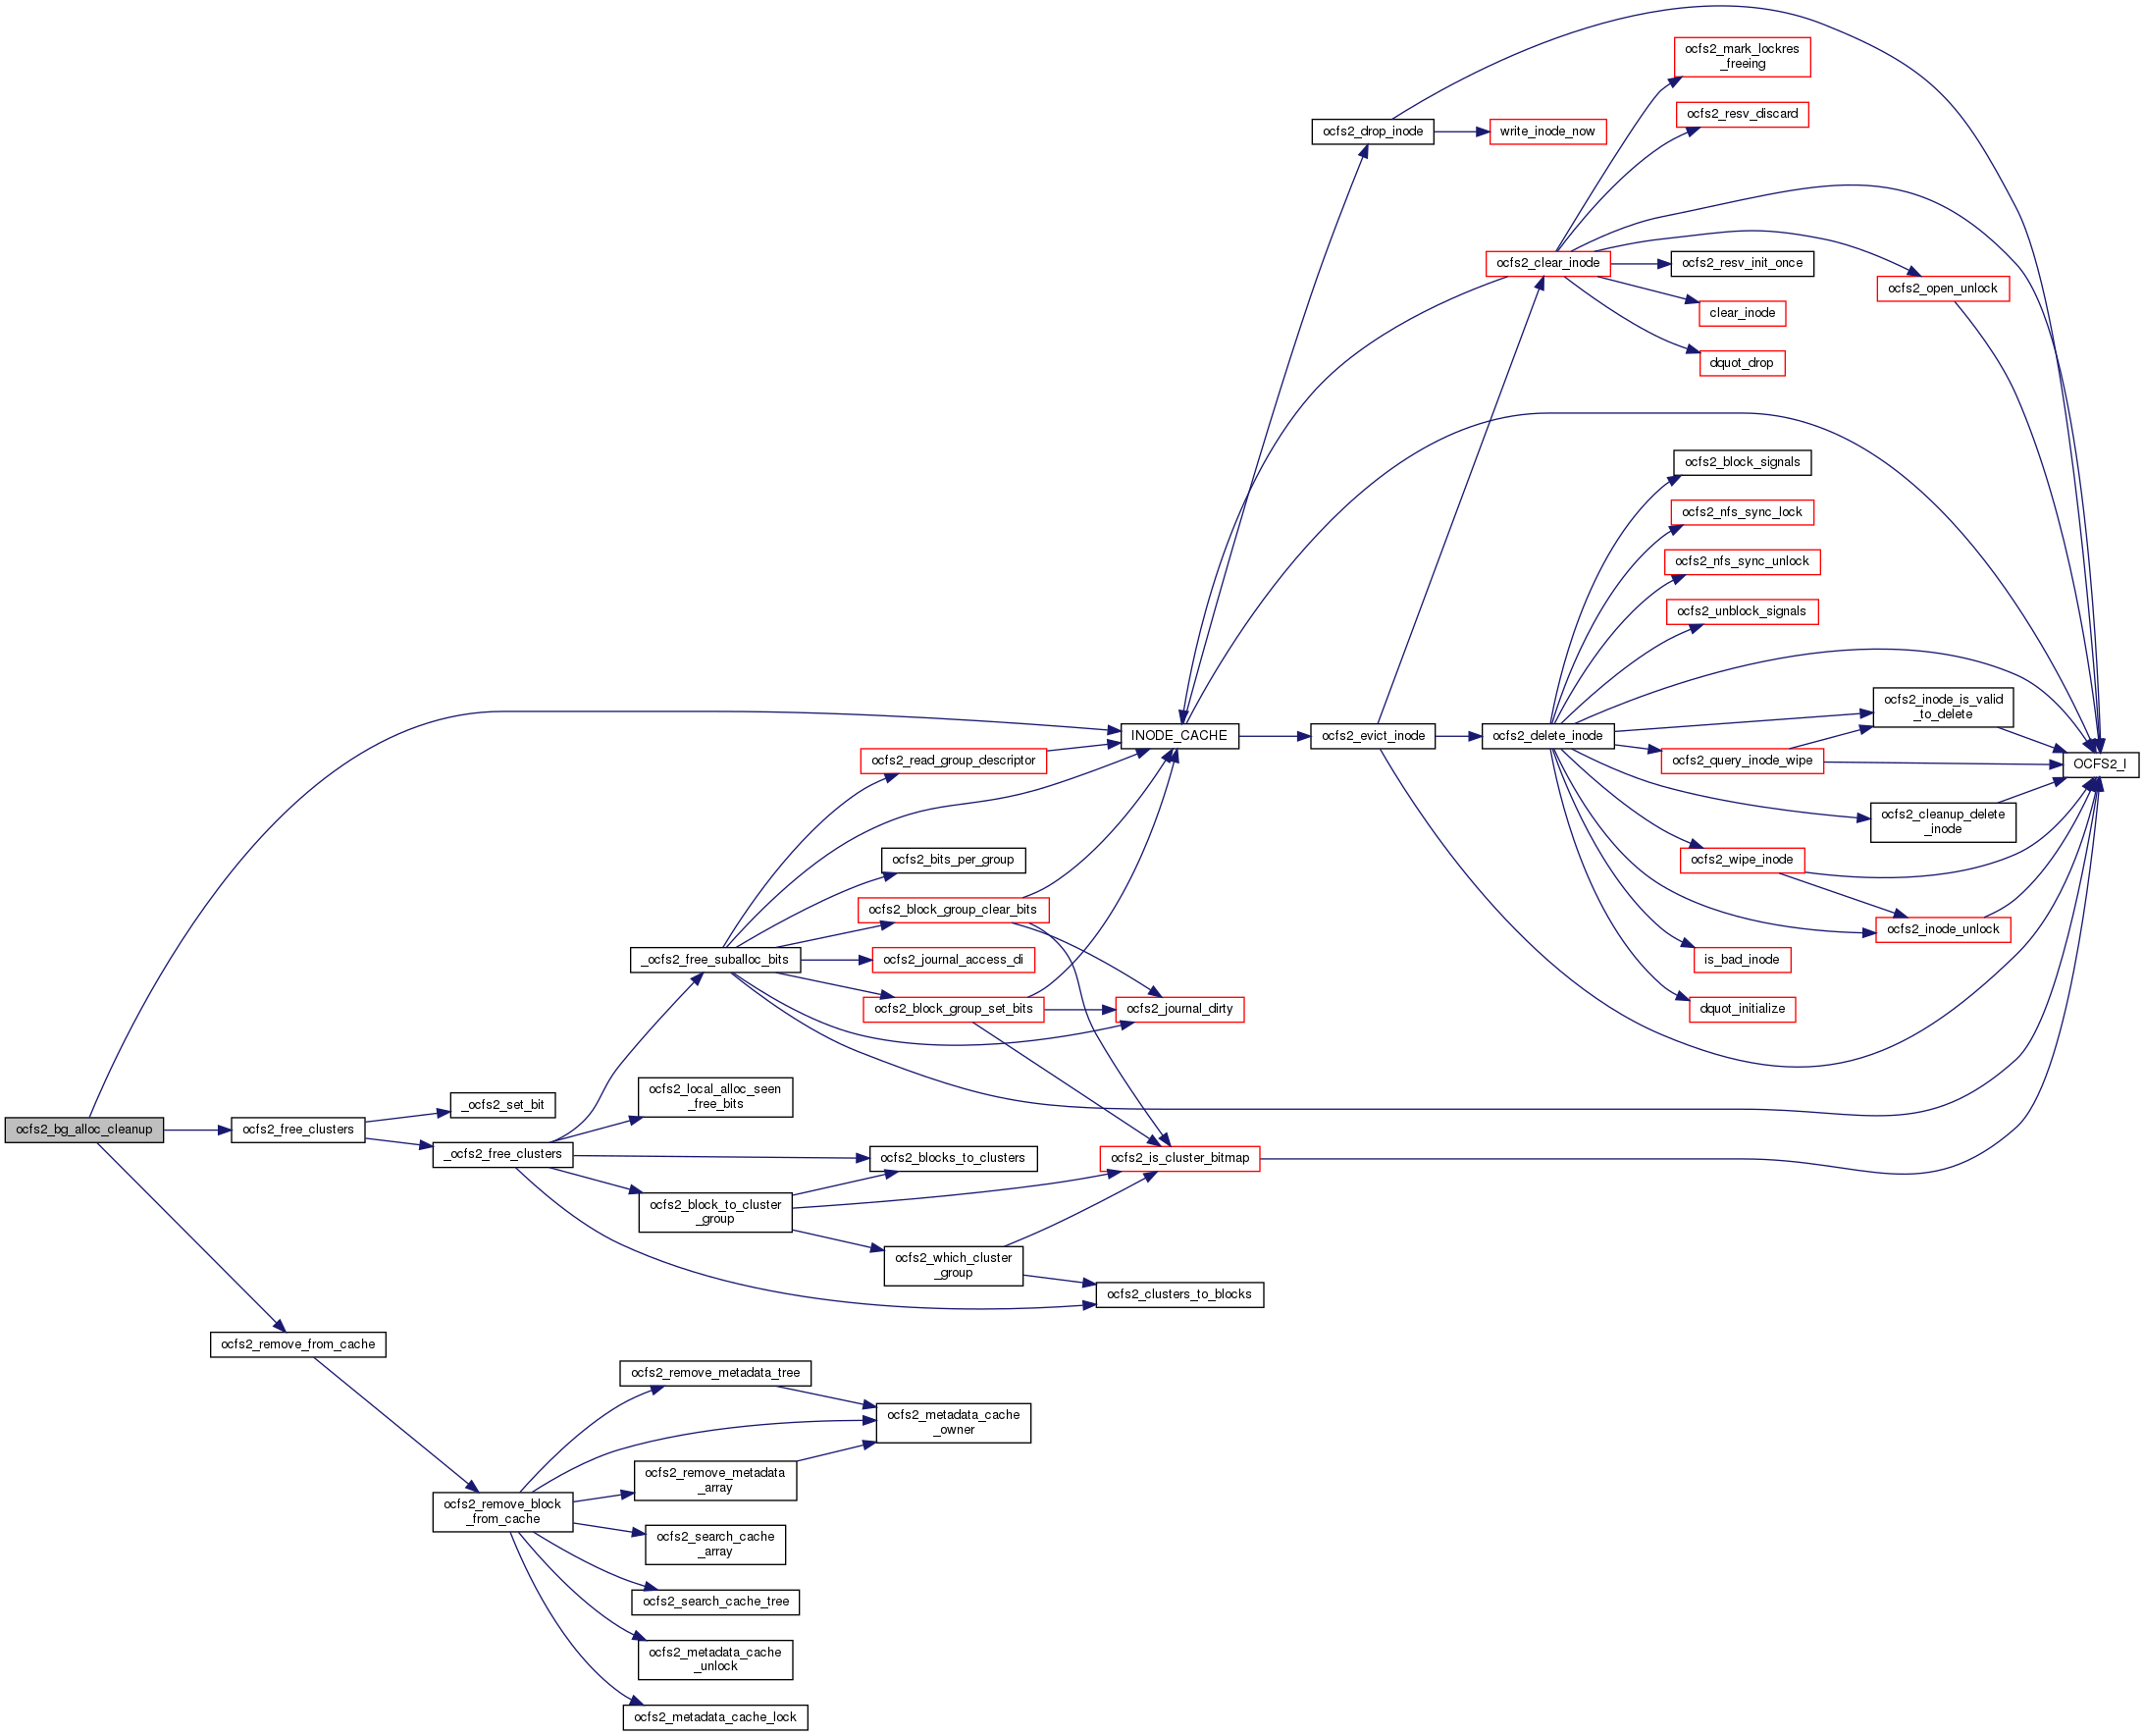 ocfs2_mark_lockres
_freeing
ocfs2_resv_discard
ocfs2_drop_inode
write_inode_now
ocfs2_clear_inode
ocfs2_resv_init_once
ocfs2_open_unlock
clear_inode
dquot_drop
ocfs2_block_signals
ocfs2_nfs_sync_lock
ocfs2_nfs_sync_unlock
ocfs2_unblock_signals
ocfs2_inode_is_valid
_to_delete
INODE_CACHE
ocfs2_evict_inode
ocfs2_delete_inode
ocfs2_read_group_descriptor
ocfs2_query_inode_wipe
OCFS2_I
ocfs2_cleanup_delete
_inode
ocfs2_bits_per_group
ocfs2_wipe_inode
ocfs2_block_group_clear_bits
ocfs2_inode_unlock
_ocfs2_free_suballoc_bits
ocfs2_journal_access_di
is_bad_inode
ocfs2_block_group_set_bits
ocfs2_journal_dirty
dquot_initialize
ocfs2_local_alloc_seen
_free_bits
_ocfs2_set_bit
ocfs2_bg_alloc_cleanup
ocfs2_free_clusters
_ocfs2_free_clusters
ocfs2_blocks_to_clusters
ocfs2_is_cluster_bitmap
ocfs2_block_to_cluster
_group
ocfs2_which_cluster
_group
ocfs2_clusters_to_blocks
ocfs2_remove_from_cache
ocfs2_remove_metadata_tree
ocfs2_metadata_cache
_owner
ocfs2_remove_metadata
_array
ocfs2_remove_block
_from_cache
ocfs2_search_cache
_array
ocfs2_search_cache_tree
ocfs2_metadata_cache
_unlock
ocfs2_metadata_cache_lock